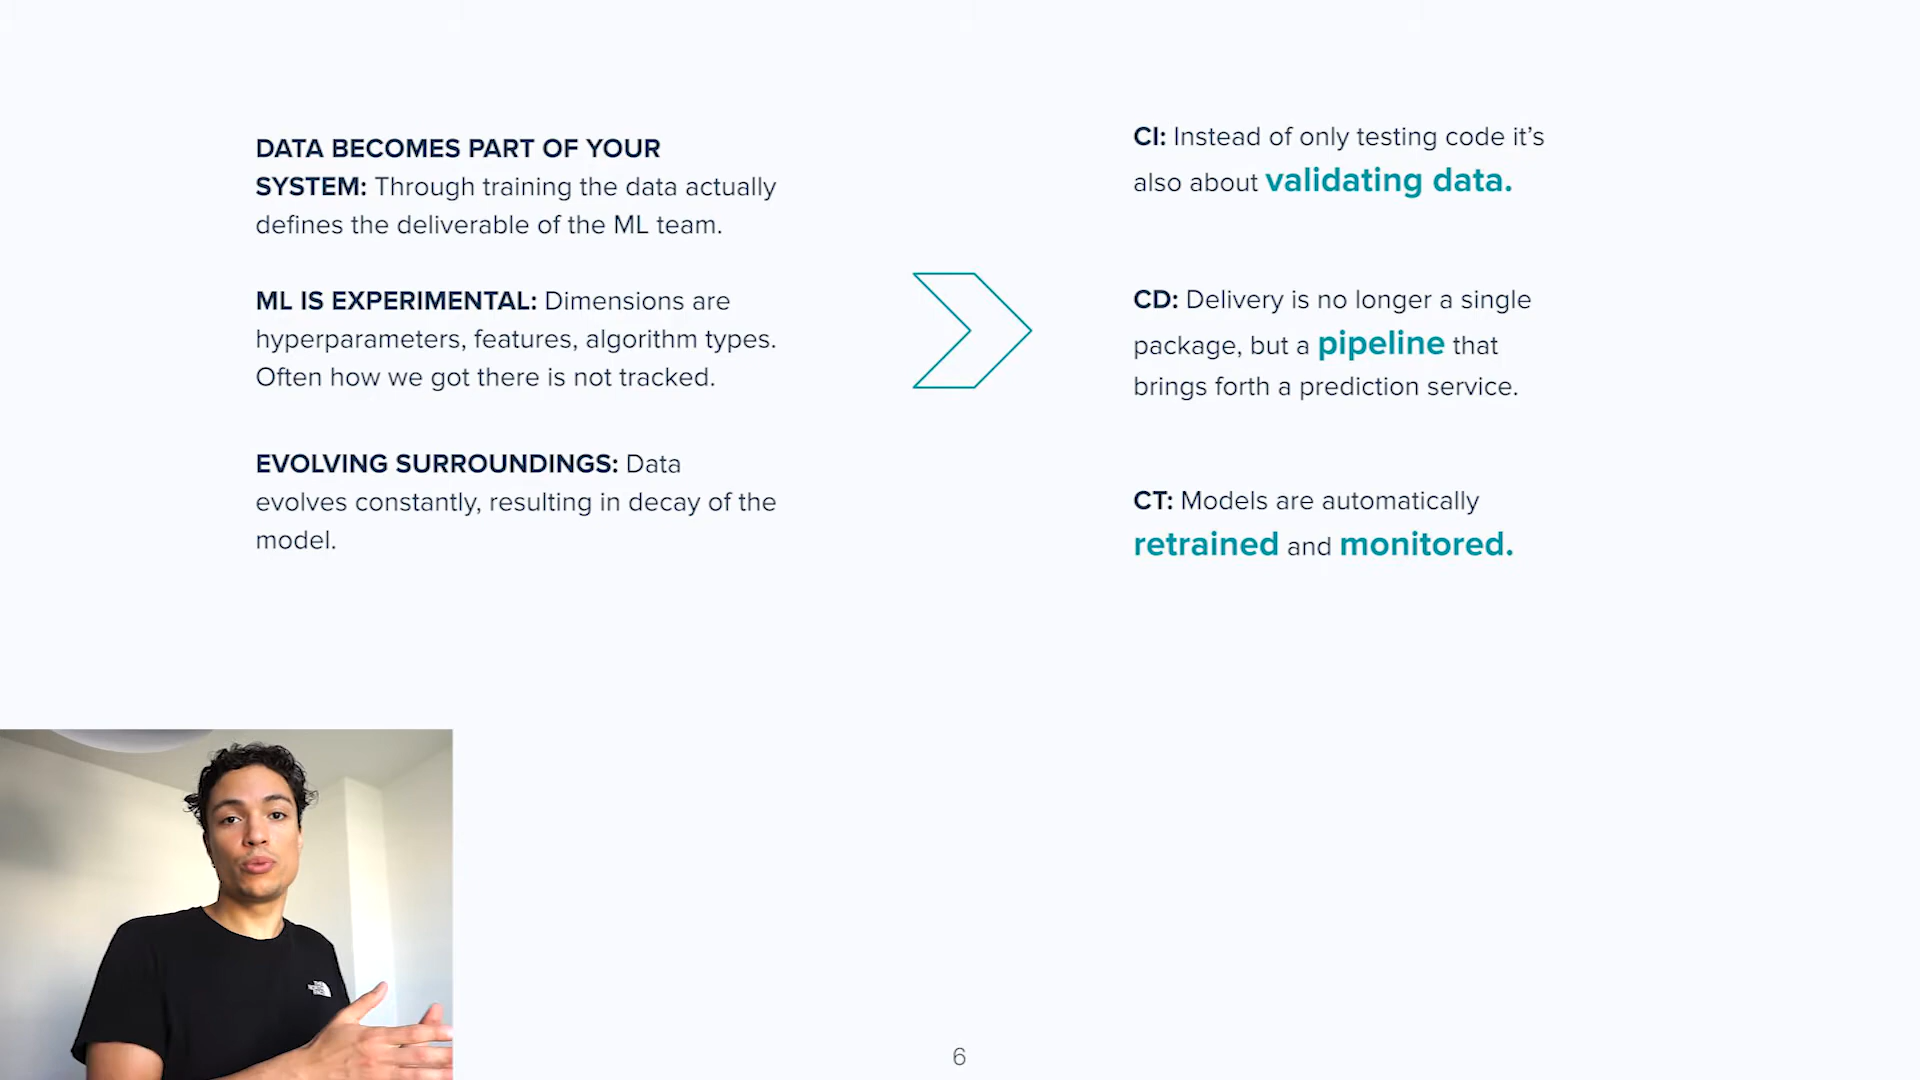 DATA BECOMES PART OF YOUR
SYSTEM: Through training the data actually
defines the deliverable of the ML team.
ML IS EXPERIMENTAL: Dimensions are
hyperparameters, features, algorithm types.
Often how we got there is not tracked.
EVOLVING SURROUNDINGS: Data
evolves constantly, resulting in decay of the
model.
CI: Instead of only testing code it’s
also about validating data.
CD: Delivery is no longer a single
package, but a pipeline that
brings forth a prediction service.
CT: Models are automatically
retrained and monitored.
THE
NORTH
FACE
6